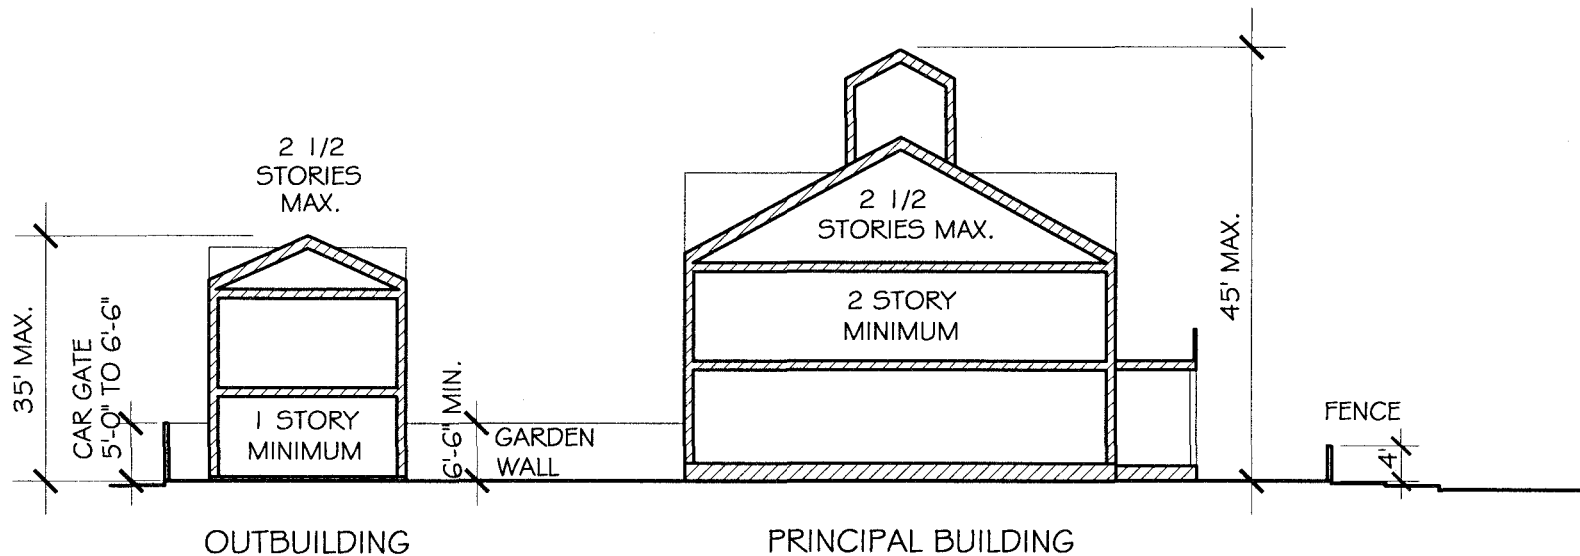 2 1/2
STORIES
MAX.
35' MAX.
CAR GATE
5'-0" TO 6'-6"
1 STORY
MINIMUM
6'-6" MIN.
GARDEN
WALL
OUTBUILDING
2 1/2
STORIES MAX.
2 STORY
MINIMUM
PRINCIPAL BUILDING
45' MAX.
FENCE
4'